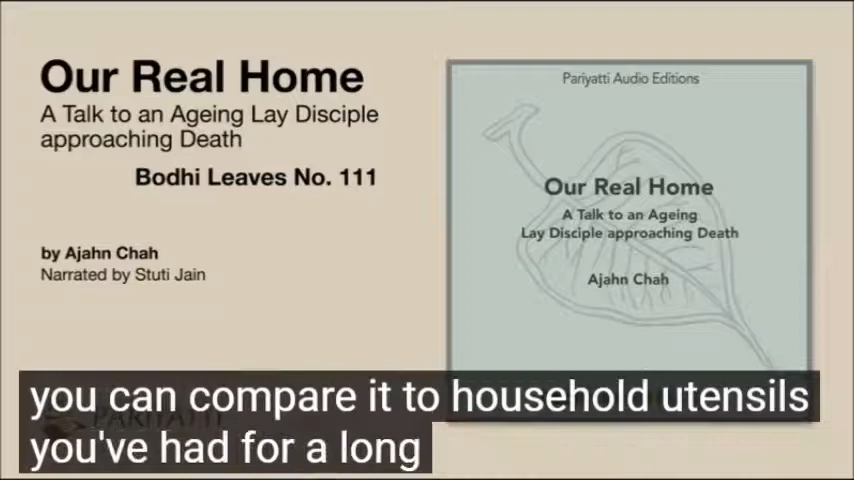 Our Real Home
A Talk to an Ageing Lay Disciple
approaching Death
Bodhi Leaves No. 111
by Ajahn Chah
Narrated by Stuti Jain
Pariyatti Audio Editions
Our Real Home
A Talk to an Ageing
Lay Disciple approaching Death
Ajahn Chah
you can compare it to household utensils
you've had for a long
PARIYATTI